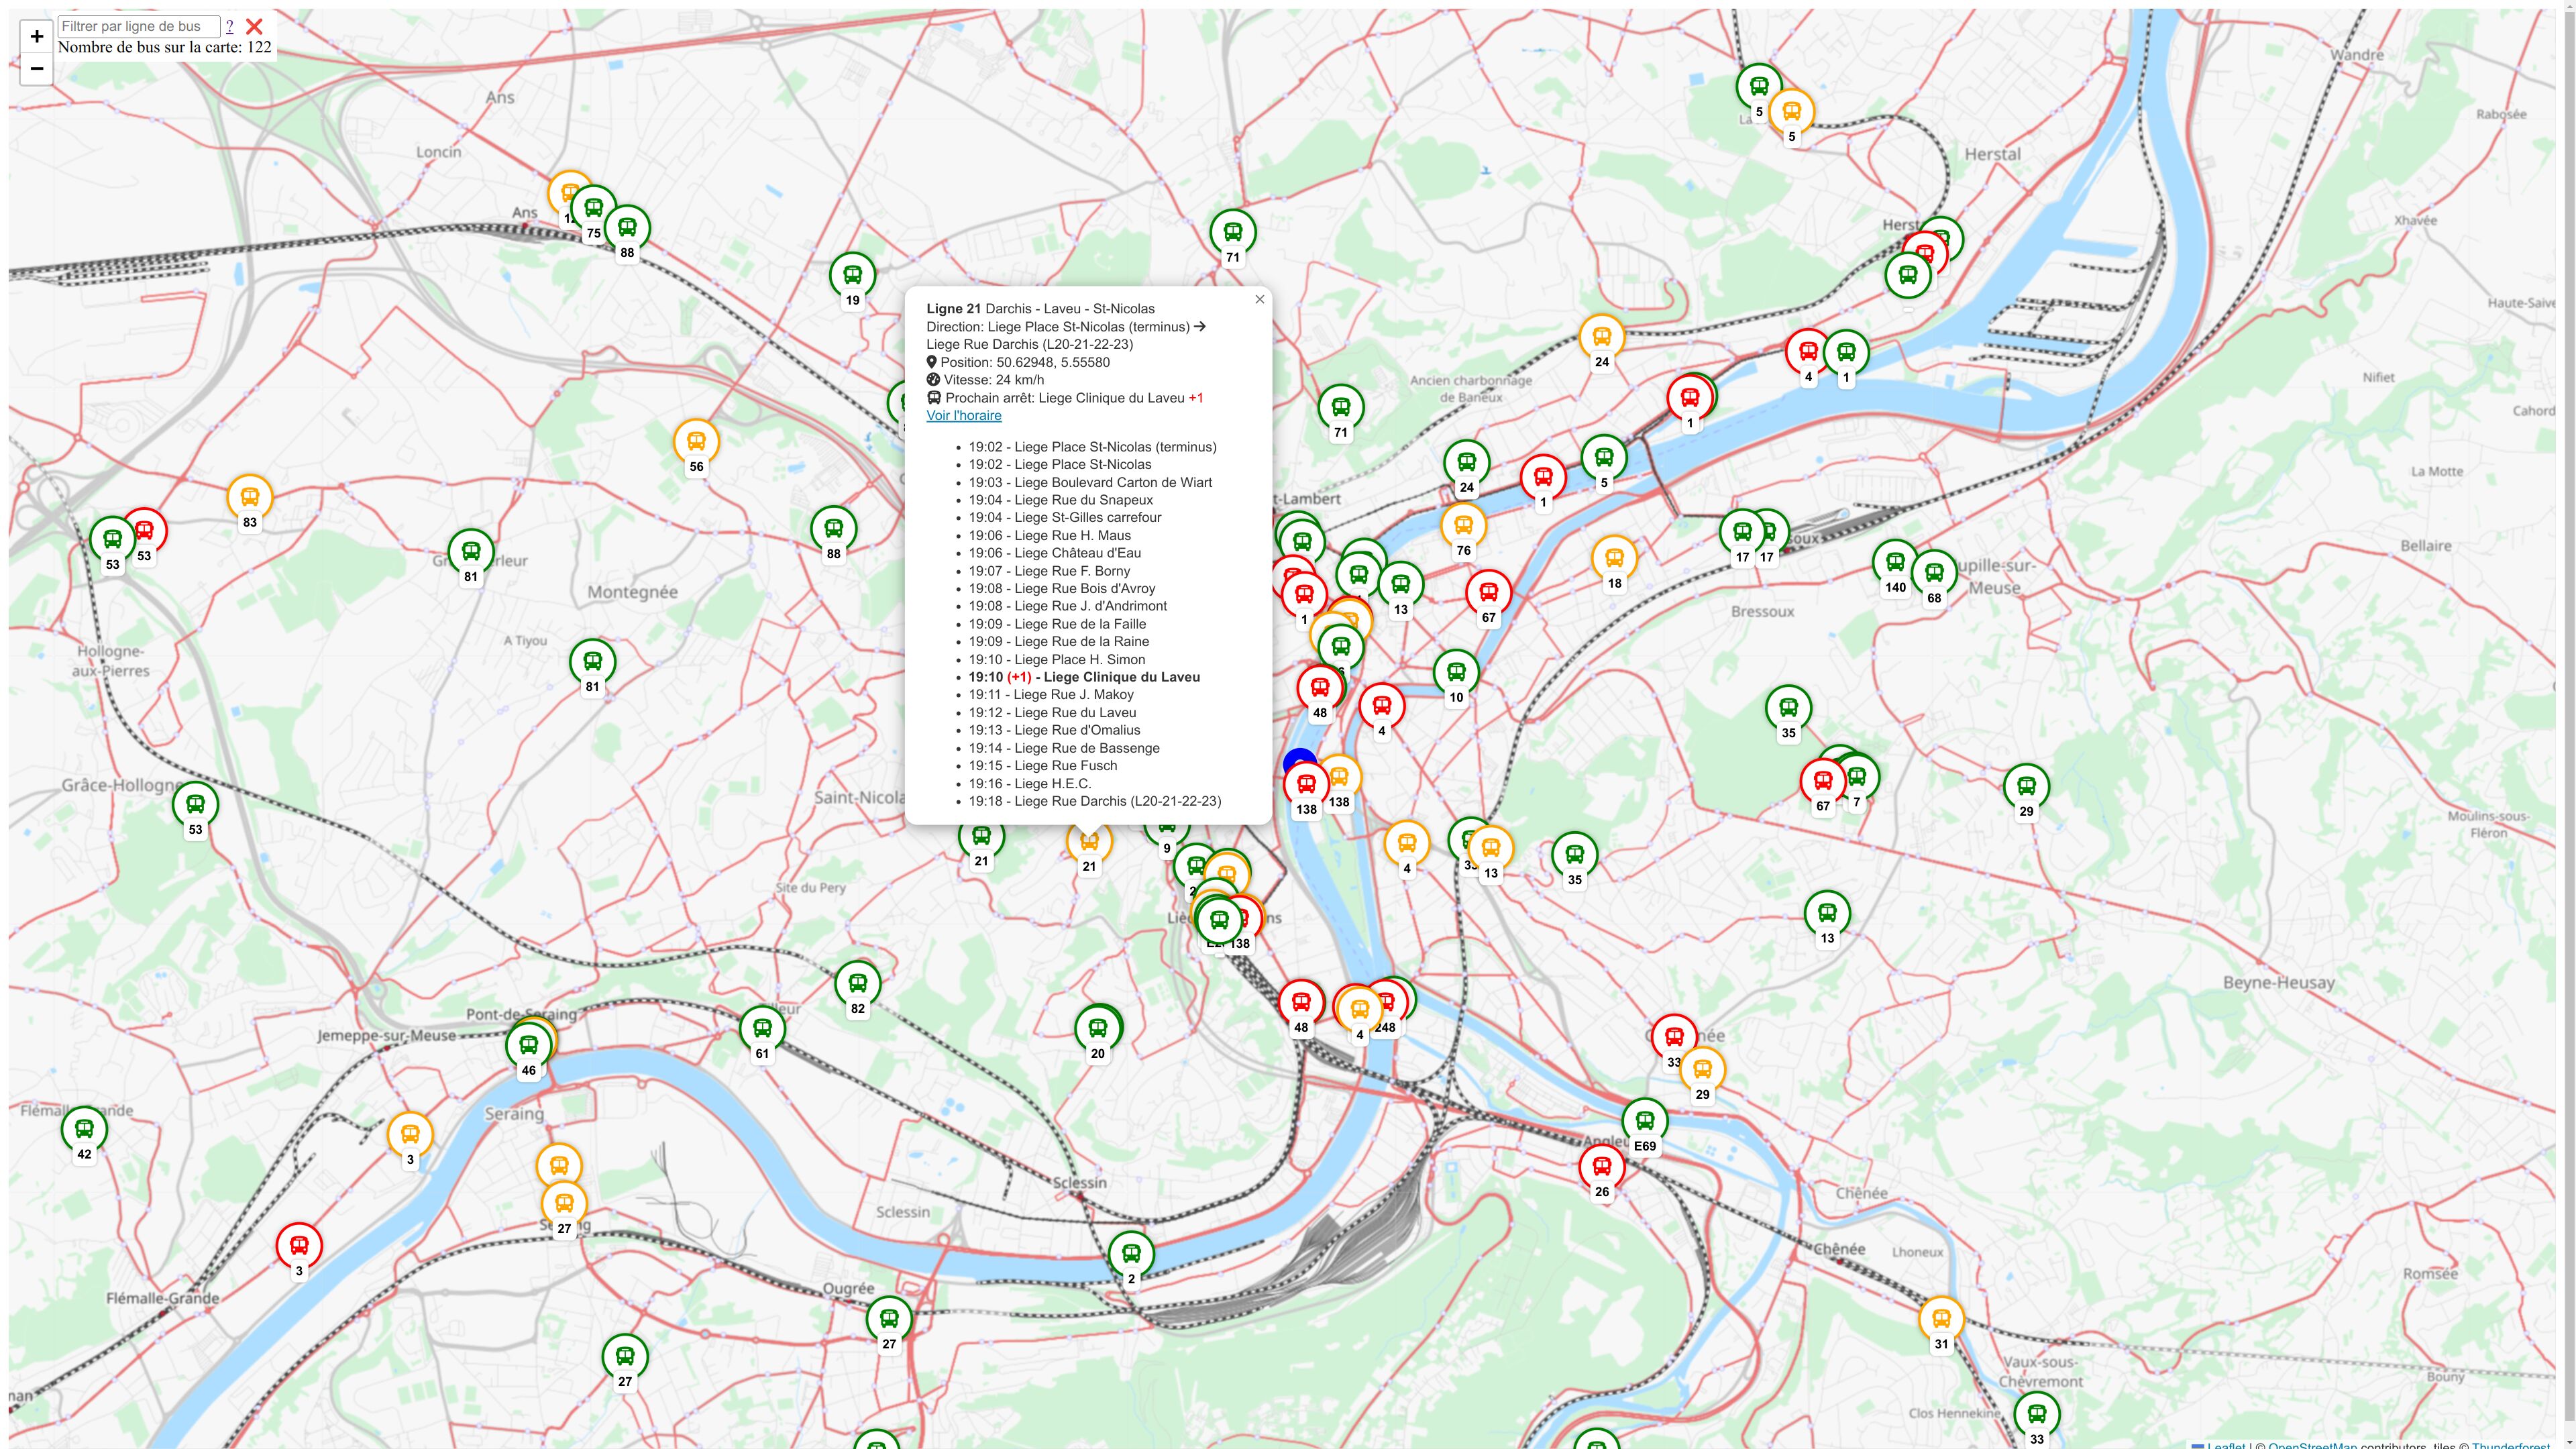 +
−
Filtrer par ligne de bus ? ❌
Nombre de bus sur la carte: 122
Ans
Loncin
Ans
75
88
19
71
5
5
Herstal
Wandre
Rabosée
Xhavée
Haute-Saive
Nifiet
La Motte
Bellaire
Ligne 21 Darchis - Laveu - St-Nicolas
Direction: Liege Place St-Nicolas (terminus) →
Liege Rue Darchis (L20-21-22-23)
Position: 50.62948, 5.55580
Vitesse: 24 km/h
Prochain arrêt: Liege Clinique du Laveu +1
Voir l'horaire
• 19:02 - Liege Place St-Nicolas (terminus)
• 19:02 - Liege Place St-Nicolas
• 19:03 - Liege Boulevard Carton de Wiart
• 19:04 - Liege Rue du Snapeux
• 19:04 - Liege St-Gilles carrefour
• 19:06 - Liege Rue H. Maus
• 19:06 - Liege Château d'Eau
• 19:07 - Liege Rue F. Borny
• 19:08 - Liege Rue Bois d'Avroy
• 19:08 - Liege Rue J. d'Andrimont
• 19:09 - Liege Rue de la Faille
• 19:09 - Liege Rue de la Raine
• 19:10 - Liege Place H. Simon
• 19:10 (+1) - Liege Clinique du Laveu
• 19:11 - Liege Rue J. Makoy
• 19:12 - Liege Rue du Laveu
• 19:13 - Liege Rue d'Omalius
• 19:14 - Liege Rue de Bassenge
• 19:15 - Liege Rue Fusch
• 19:16 - Liege H.E.C.
• 19:18 - Liege Rue Darchis (L20-21-22-23)
24
4
1
Ancien charbonnage
de Baneux
71
1
56
24
5
1
83
t-Lambert
76
53
53
81
88
18
17
17
140
68
upille-sur-
Meuse
Montegnée
Bressoux
13
67
1
A Tiyou
Hollogne-
aux-Pierres
81
10
48
4
35
Grâce-Hollogne
53
Saint-Nicola
138
138
67
7
29
Moulins-sous-
Fléron
21
21
9
4
13
35
Site du Pery
138
13
82
Beyne-Heusay
Pont-de-Seraing
Jemeppe-sur-Meuse
46
61
20
48
4
248
33
29
Seraing
42
3
E69
26
27
3
Sclessin
Sclessin
2
Chênée
Chênée
Lhoneux
Romsée
Flémalle-Grande
Ougrée
27
27
31
Vaux-sous-
Chèvremont
Bouny
Clos Hennekine
33
Leaflet | © OpenStreetMap contributors, tiles © Thunderforest